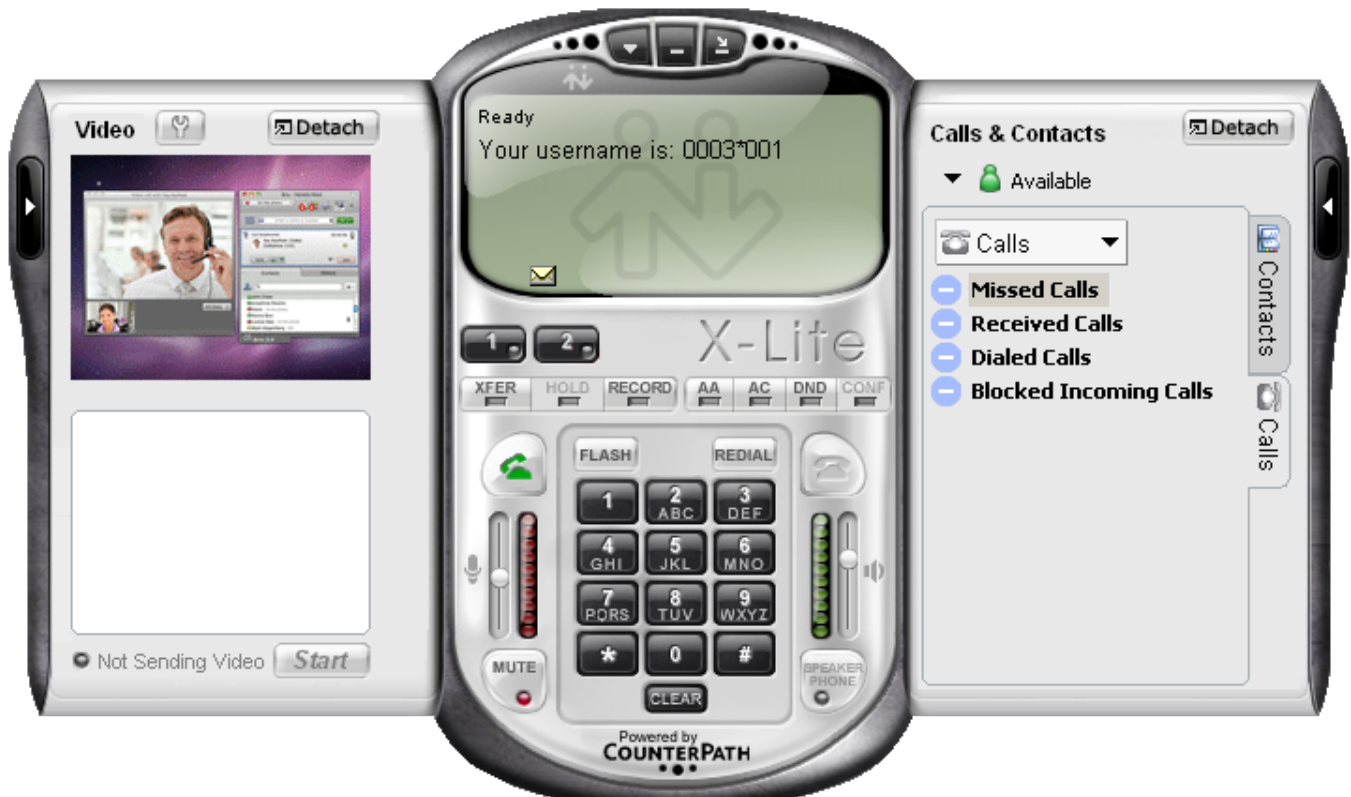 Video
Detach
Not Sending Video
Start
Ready
Your username is: 0003*001
X-Lite
1
2
XFER HOLD RECORD AA AC DND CONF
FLASH REDIAL
1 2 ABC 3 DEF
4 GHI 5 JKL 6 MNO
7 PQRS 8 TUV 9 WXYZ
* 0 #
MUTE
SPEAKER PHONE
CLEAR
Powered by
COUNTERPATH
Calls & Contacts
Detach
Available
Calls
Missed Calls
Received Calls
Dialed Calls
Blocked Incoming Calls
Contacts
Calls